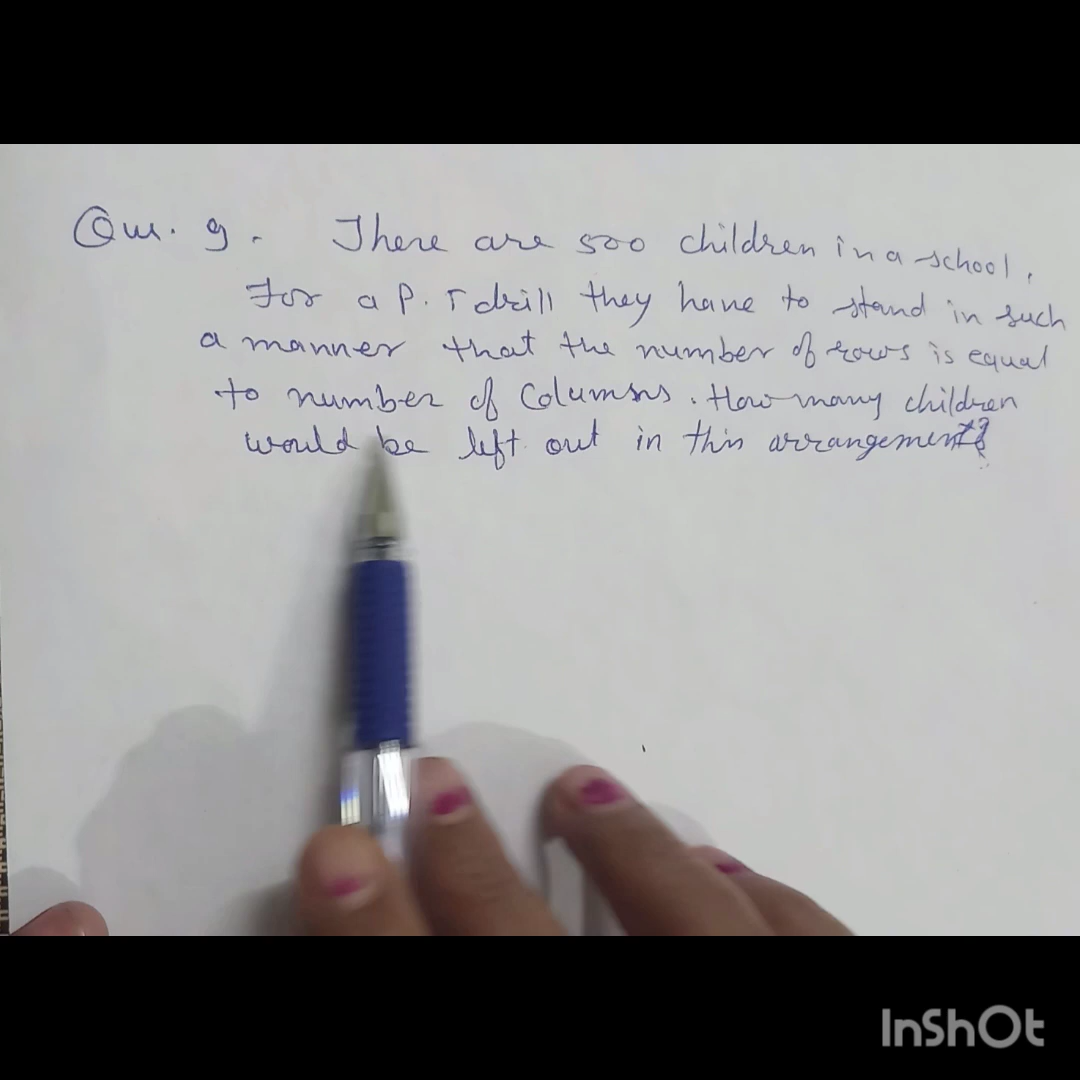 Que. 9. There are 500 children in a school.
For a P.T drill they have to stand in such
a manner that the number of rows is equal
to number of Columns. How many children
would be left out in this arrangement?
InShOt